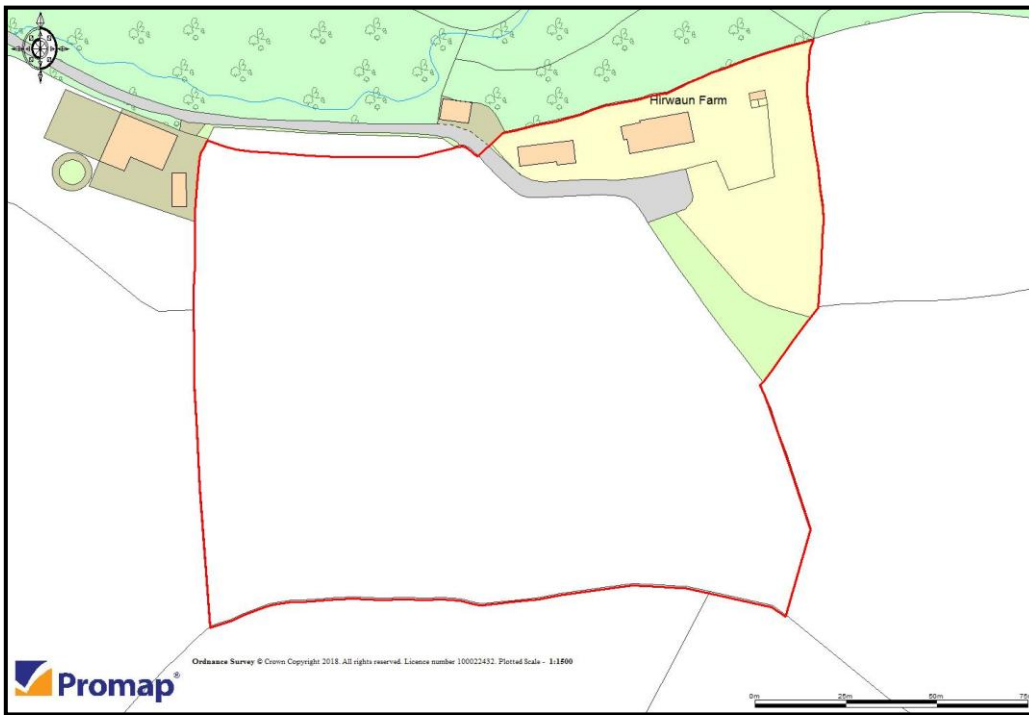 Hirwaun Farm
Ordnance Survey © Crown Copyright 2018. All rights reserved. Licence number 100022432. Plotted Scale - 1:1500
Promap®
0m 25m 50m 75m